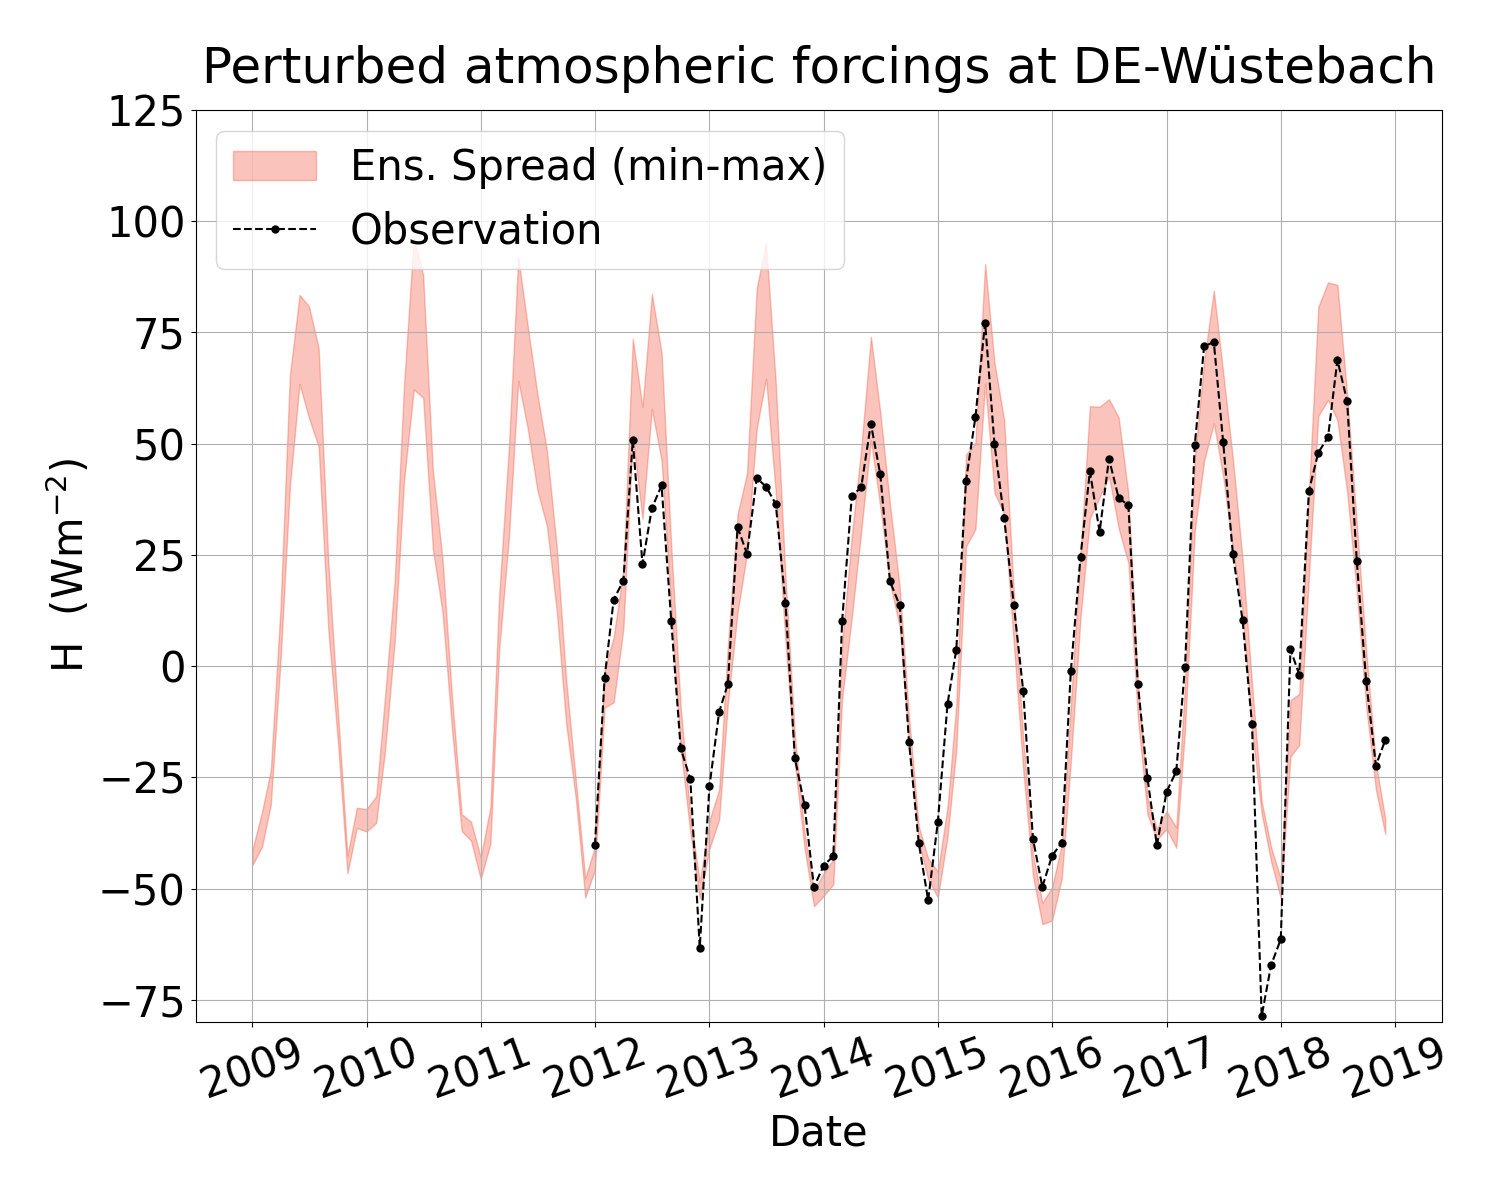 Perturbed atmospheric forcings at DE-Wüstebach
125
100
75
50
25
0
−25
−50
−75
H (Wm⁻²)
Ens. Spread (min-max)
Observation
2009 2010 2011 2012 2013 2014 2015 2016 2017 2018 2019
Date